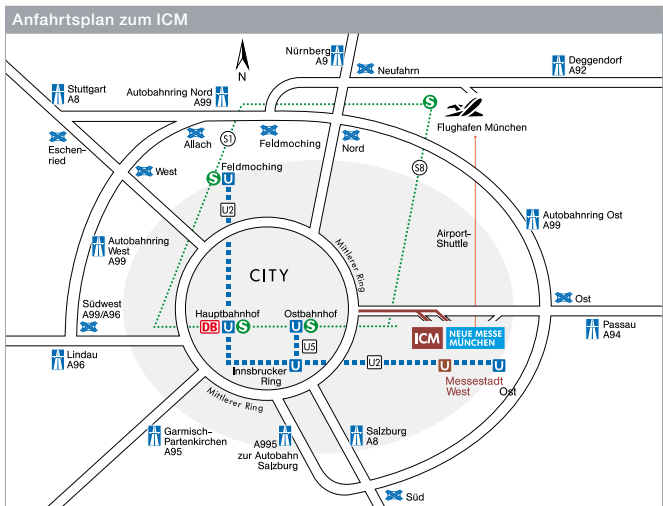 Anfahrtsplan zum ICM
Nürnberg
A9
N
Neufahrn
Deggendorf
A92
Stuttgart
A8
Autobahnring Nord
A99
S
Flughafen München
Eschen-
ried
Allach
S1
Feldmoching
Nord
S8
West
Feldmoching
S U
U2
Autobahnring Ost
A99
Autobahnring
West
A99
Mittlerer Ring
Airport-
Shuttle
CITY
Südwest
A99/A96
Hauptbahnhof
DB U S
Ostbahnhof
U S
Ost
ICM
NEUE MESSE
MÜNCHEN
Passau
A94
U5
Lindau
A96
Innsbrucker
Ring
U
U2
U
U
Messestadt
West
Ost
Mittlerer Ring
Garmisch-
Partenkirchen
A95
A995
zur Autobahn
Salzburg
Salzburg
A8
Süd